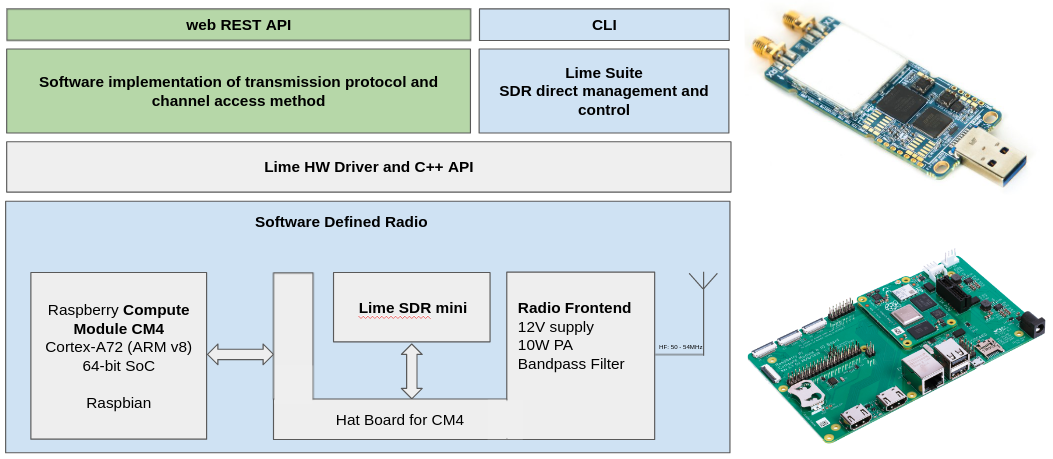 web REST API
CLI
Software implementation of transmission protocol and
channel access method
Lime Suite
SDR direct management and
control
Lime HW Driver and C++ API
Software Defined Radio
Raspberry Compute
Module CM4
Cortex-A72 (ARM v8)
64-bit SoC
Raspbian
Lime SDR mini
Radio Frontend
12V supply
10W PA
Bandpass Filter
HF: 50 - 54MHz
Hat Board for CM4